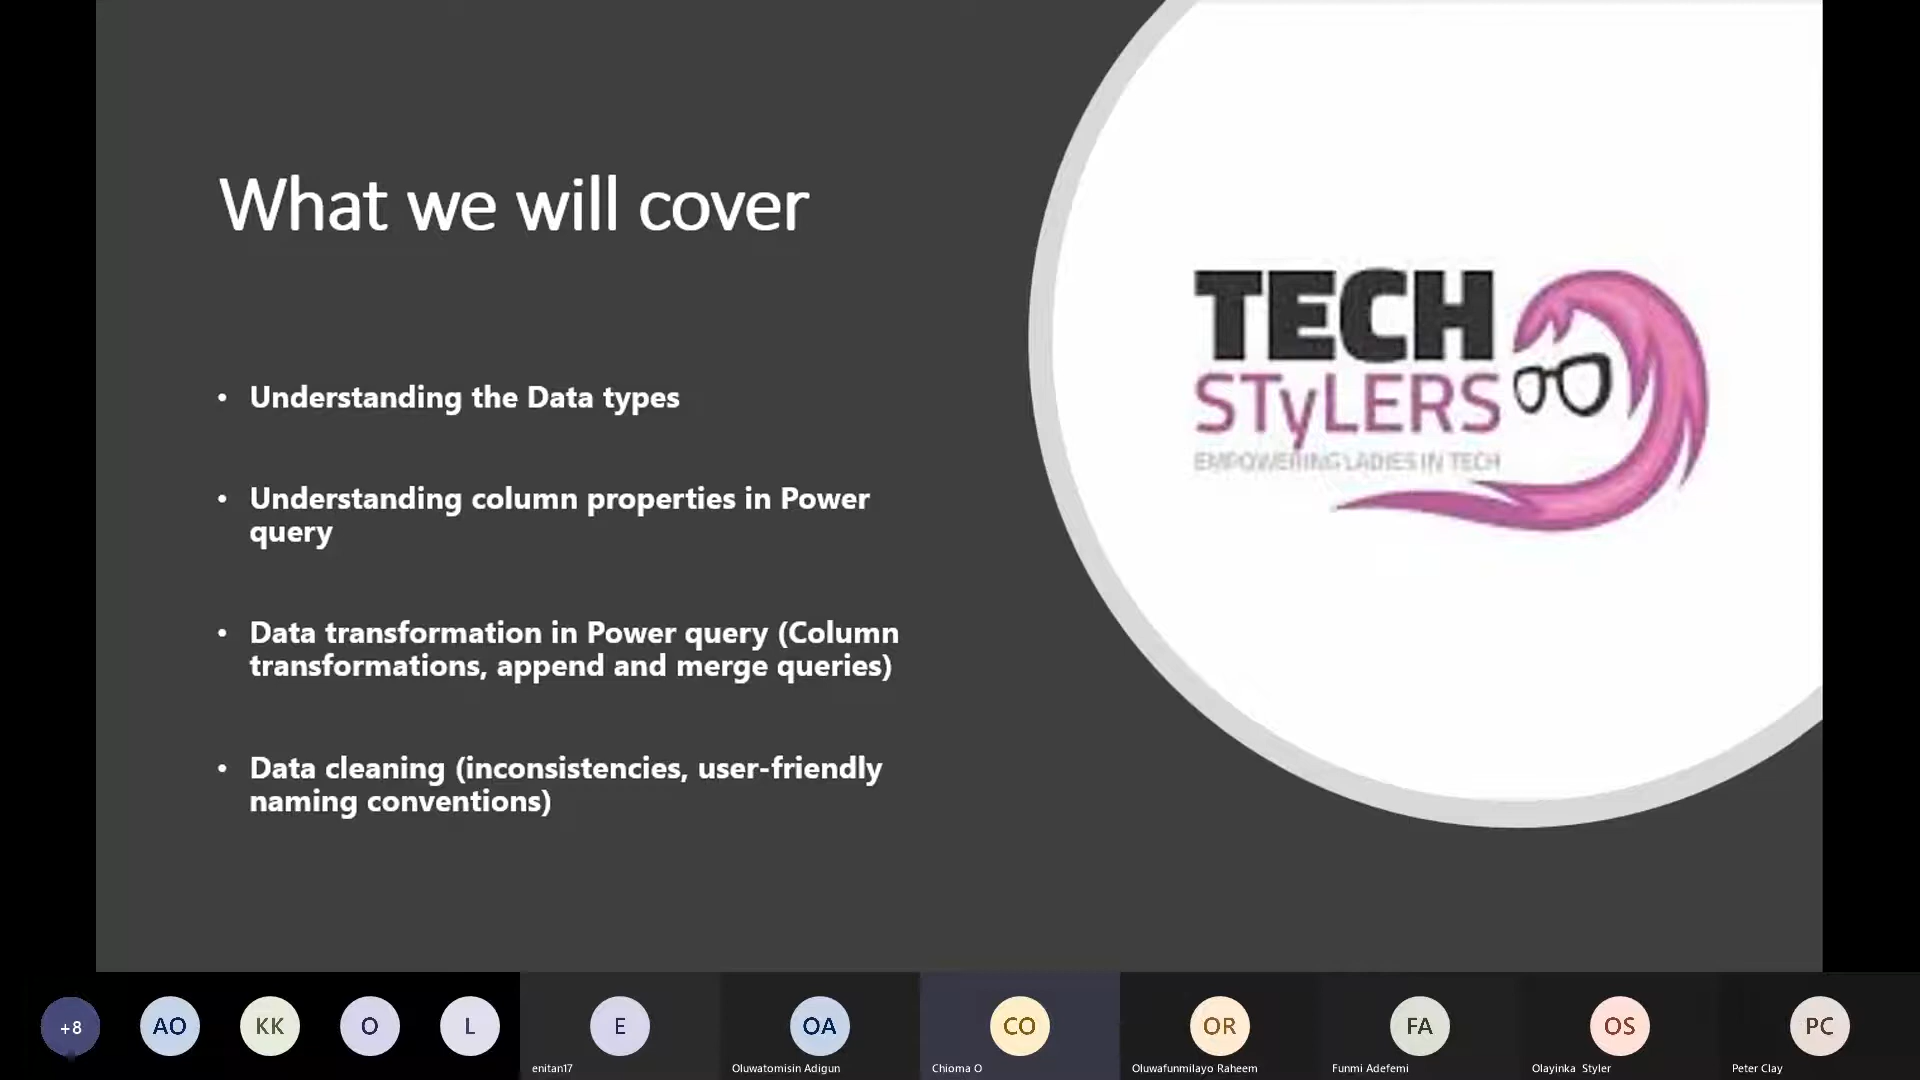 What we will cover
• Understanding the Data types
• Understanding column properties in Power
query
• Data transformation in Power query (Column
transformations, append and merge queries)
• Data cleaning (inconsistencies, user-friendly
naming conventions)
TECH
STyLERS
EMPOWERING LADIES IN TECH
+8
AO
KK
O
L
E
OA
CO
OR
FA
OS
PC
enitan17
Oluwatomisin Adigun
Chioma O
Oluwafunmilayo Raheem
Funmi Adefemi
Olayinka Styler
Peter Clay